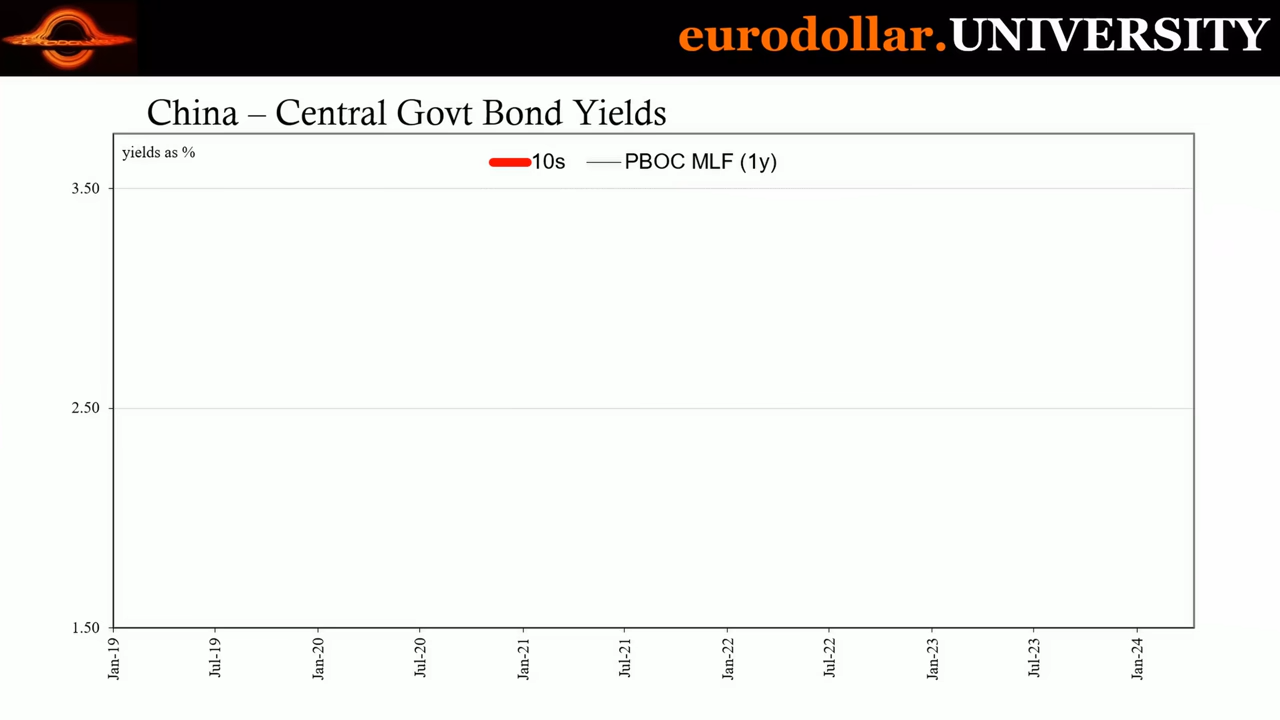 eurodollar.UNIVERSITY
China – Central Govt Bond Yields
yields as %
10s
PBOC MLF (1y)
3.50
2.50
1.50
Jan-19
Jul-19
Jan-20
Jul-20
Jan-21
Jul-21
Jan-22
Jul-22
Jan-23
Jul-23
Jan-24